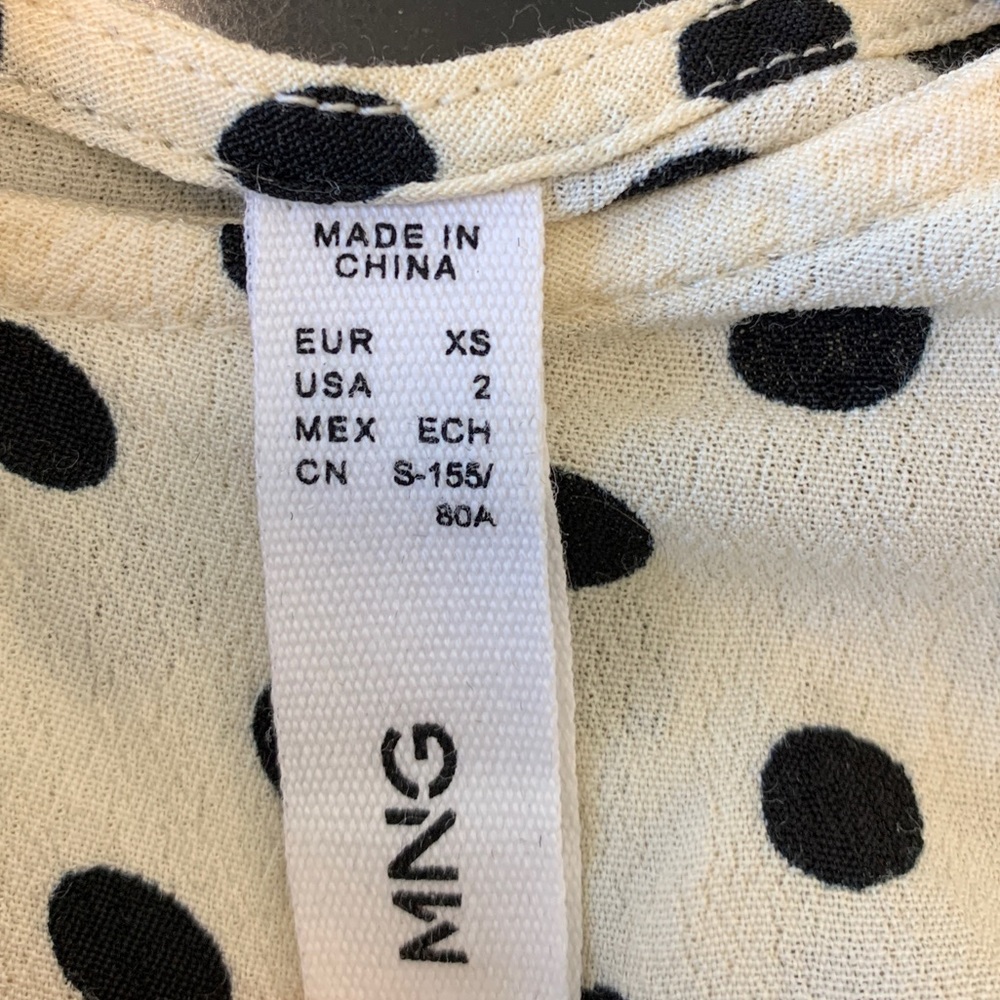 MADE IN
CHINA
EUR XS
USA 2
MEX ECH
CN S-155/
80A
MNG